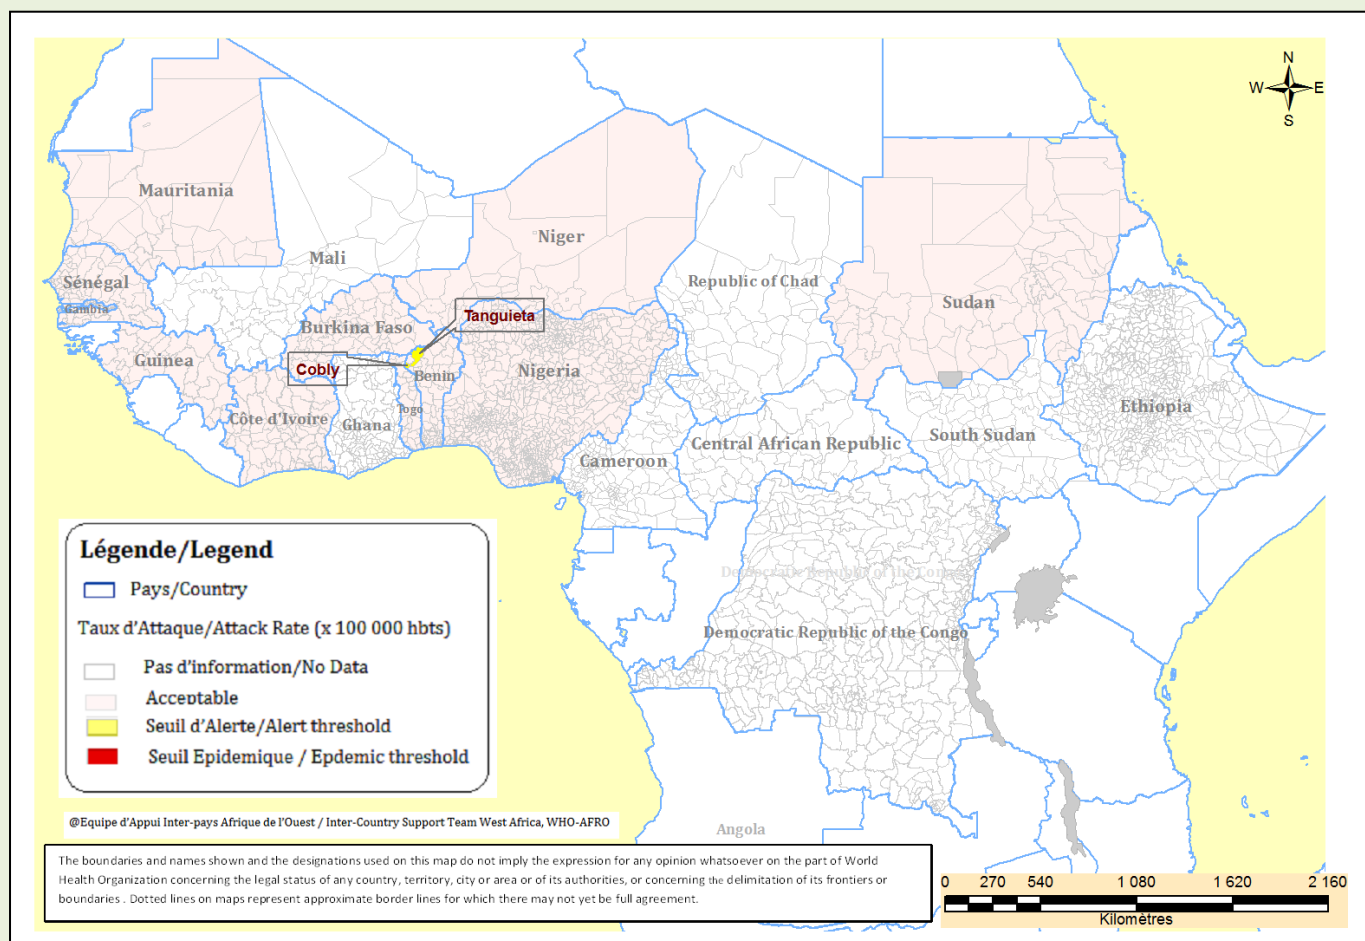 N
W E
S
Mauritania
Mali
Niger
Republic of Chad
Sudan
Sénégal
Gambia
Burkina Faso
Tanguieta
Guinea
Cobly
Benin
Nigeria
Togo
Côte d'Ivoire
Ghana
Ethiopia
Central African Republic
South Sudan
Cameroon
Democratic Republic of the Congo
Democratic Republic of the Congo
Angola
Légende/Legend
Pays/Country
Taux d'Attaque/Attack Rate (x 100 000 hbts)
Pas d'information/No Data
Acceptable
Seuil d'Alerte/Alert threshold
Seuil Epidemique / Epdemic threshold
@Equipe d'Appui Inter-pays Afrique de l'Ouest / Inter-Country Support Team West Africa, WHO-AFRO
The boundaries and names shown and the designations used on this map do not imply the expression for any opinion whatsoever on the part of World
Health Organization concerning the legal status of any country, territory, city or area or of its authorities, or concerning the delimitation of its frontiers or
boundaries . Dotted lines on maps represent approximate border lines for which there may not yet be full agreement.
0 270 540 1 080 1 620 2 160
Kilomètres